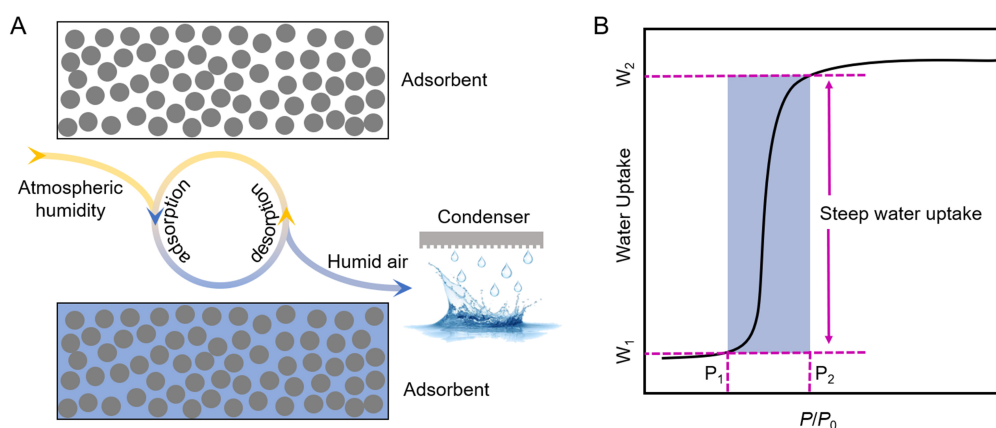 A
Adsorbent
Atmospheric
humidity
adsorption
desorption
Condenser
Humid air
Adsorbent
B
Water Uptake
W₂
W₁
Steep water uptake
P₁
P₂
P/P₀